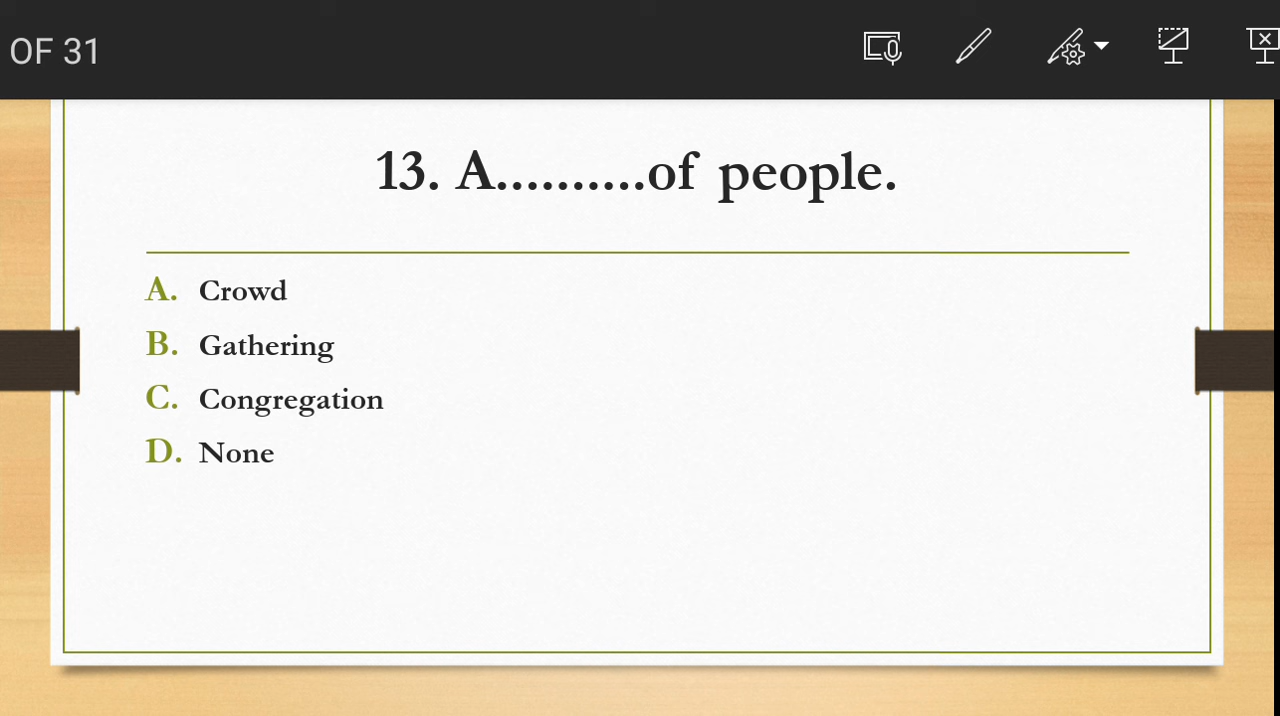 OF 31
13. A..........of people.
A. Crowd
B. Gathering
C. Congregation
D. None